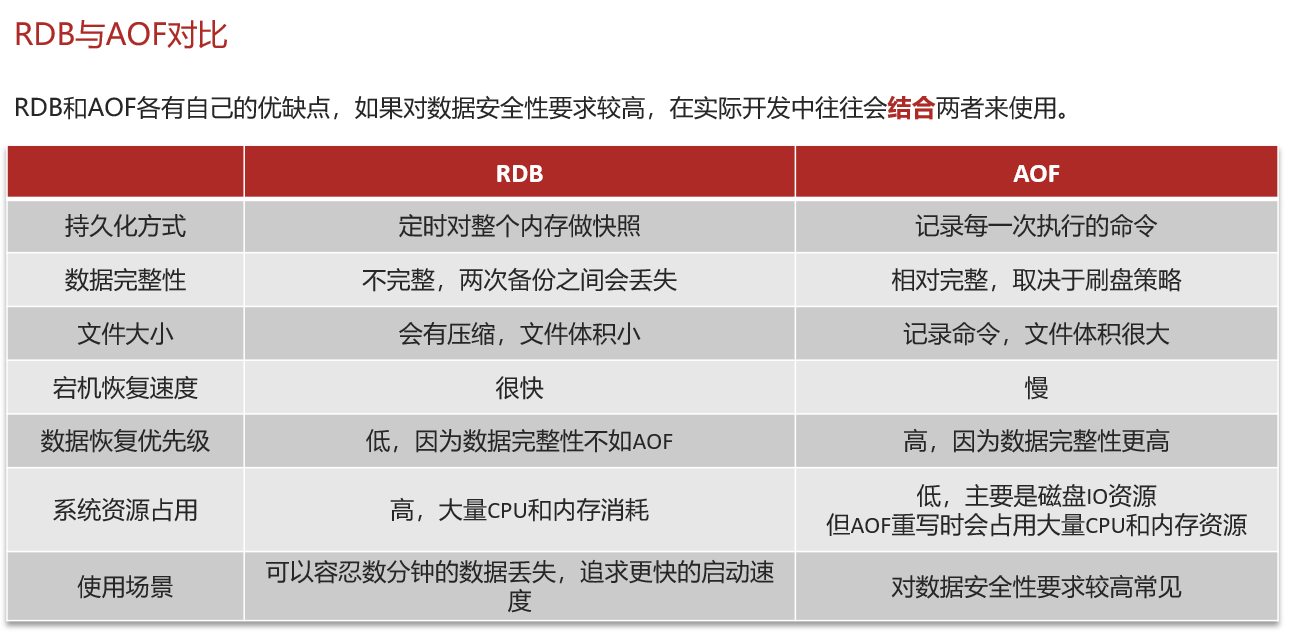 RDB与AOF对比
RDB和AOF各有自己的优缺点，如果对数据安全性要求较高，在实际开发中往往会结合两者来使用。
RDB AOF
持久化方式 定时对整个内存做快照 记录每一次执行的命令
数据完整性 不完整，两次备份之间会丢失 相对完整，取决于刷盘策略
文件大小 会有压缩，文件体积小 记录命令，文件体积很大
宕机恢复速度 很快 慢
数据恢复优先级 低，因为数据完整性不如AOF 高，因为数据完整性更高
系统资源占用 高，大量CPU和内存消耗 低，主要是磁盘IO资源
但AOF重写时会占用大量CPU和内存资源
使用场景 可以容忍数分钟的数据丢失，追求更快的启动速
度 对数据安全性要求较高常见